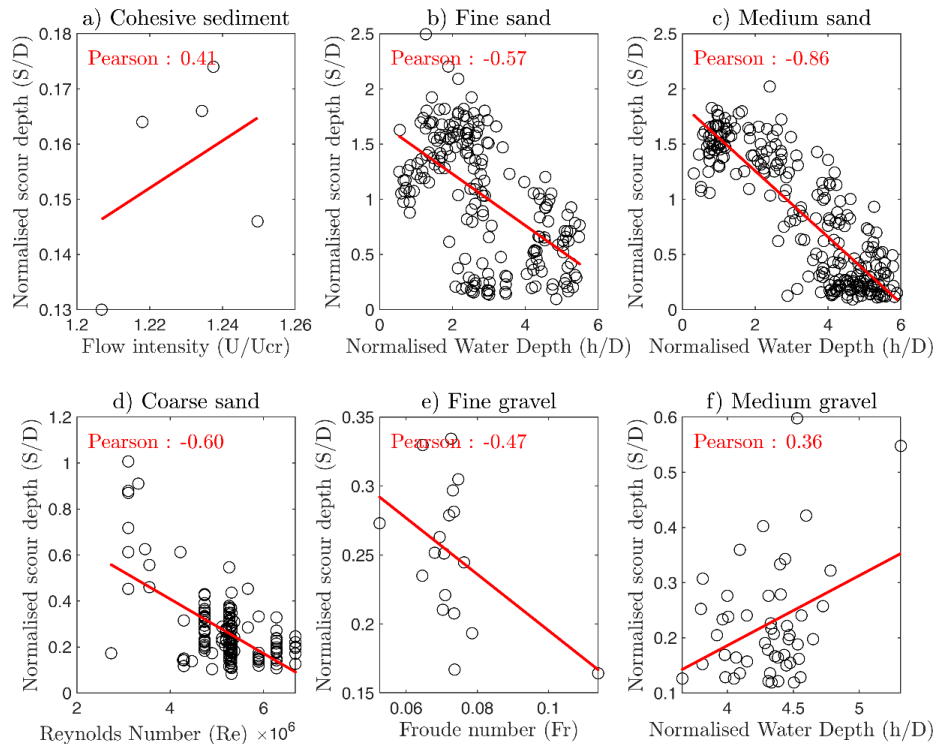 a) Cohesive sediment
Pearson : 0.41
Normalised scour depth (S/D)
0.18
0.17
0.16
0.15
0.14
0.13
1.2
1.22
1.24
1.26
Flow intensity (U/Ucr)
b) Fine sand
Pearson : -0.57
Normalised scour depth (S/D)
2.5
2
1.5
1
0.5
0
0
2
4
6
Normalised Water Depth (h/D)
c) Medium sand
Pearson : -0.86
Normalised scour depth (S/D)
2.5
2
1.5
1
0.5
0
0
2
4
6
Normalised Water Depth (h/D)
d) Coarse sand
Pearson : -0.60
Normalised scour depth (S/D)
1.2
1
0.8
0.6
0.4
0.2
0
2
4
6
Reynolds Number (Re) ×10⁶
e) Fine gravel
Pearson : -0.47
Normalised scour depth (S/D)
0.35
0.3
0.25
0.2
0.15
0.06
0.08
0.1
Froude number (Fr)
f) Medium gravel
Pearson : 0.36
Normalised scour depth (S/D)
0.6
0.5
0.4
0.3
0.2
0.1
4
4.5
5
Normalised Water Depth (h/D)